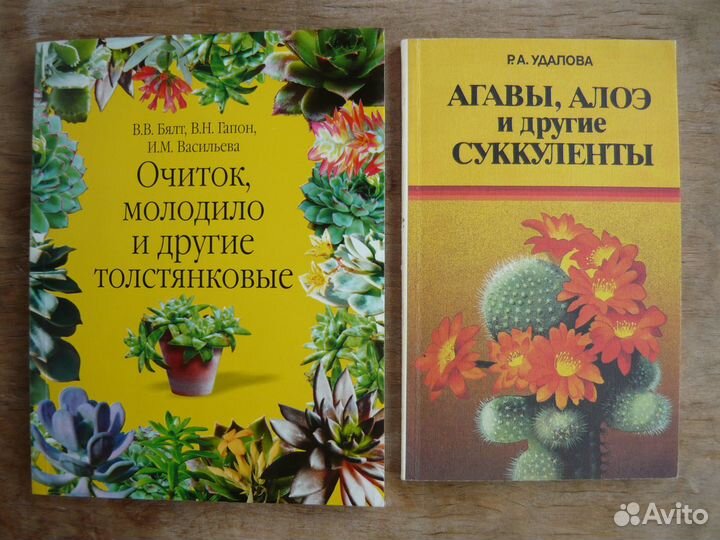 В.В. Бялт, В.Н. Гапон,
И.М. Васильева
Очиток,
молодило
и другие
толстянковые
Р.А. УДАЛОВА
АГАВЫ, АЛОЭ
и другие
СУККУЛЕНТЫ
Avito